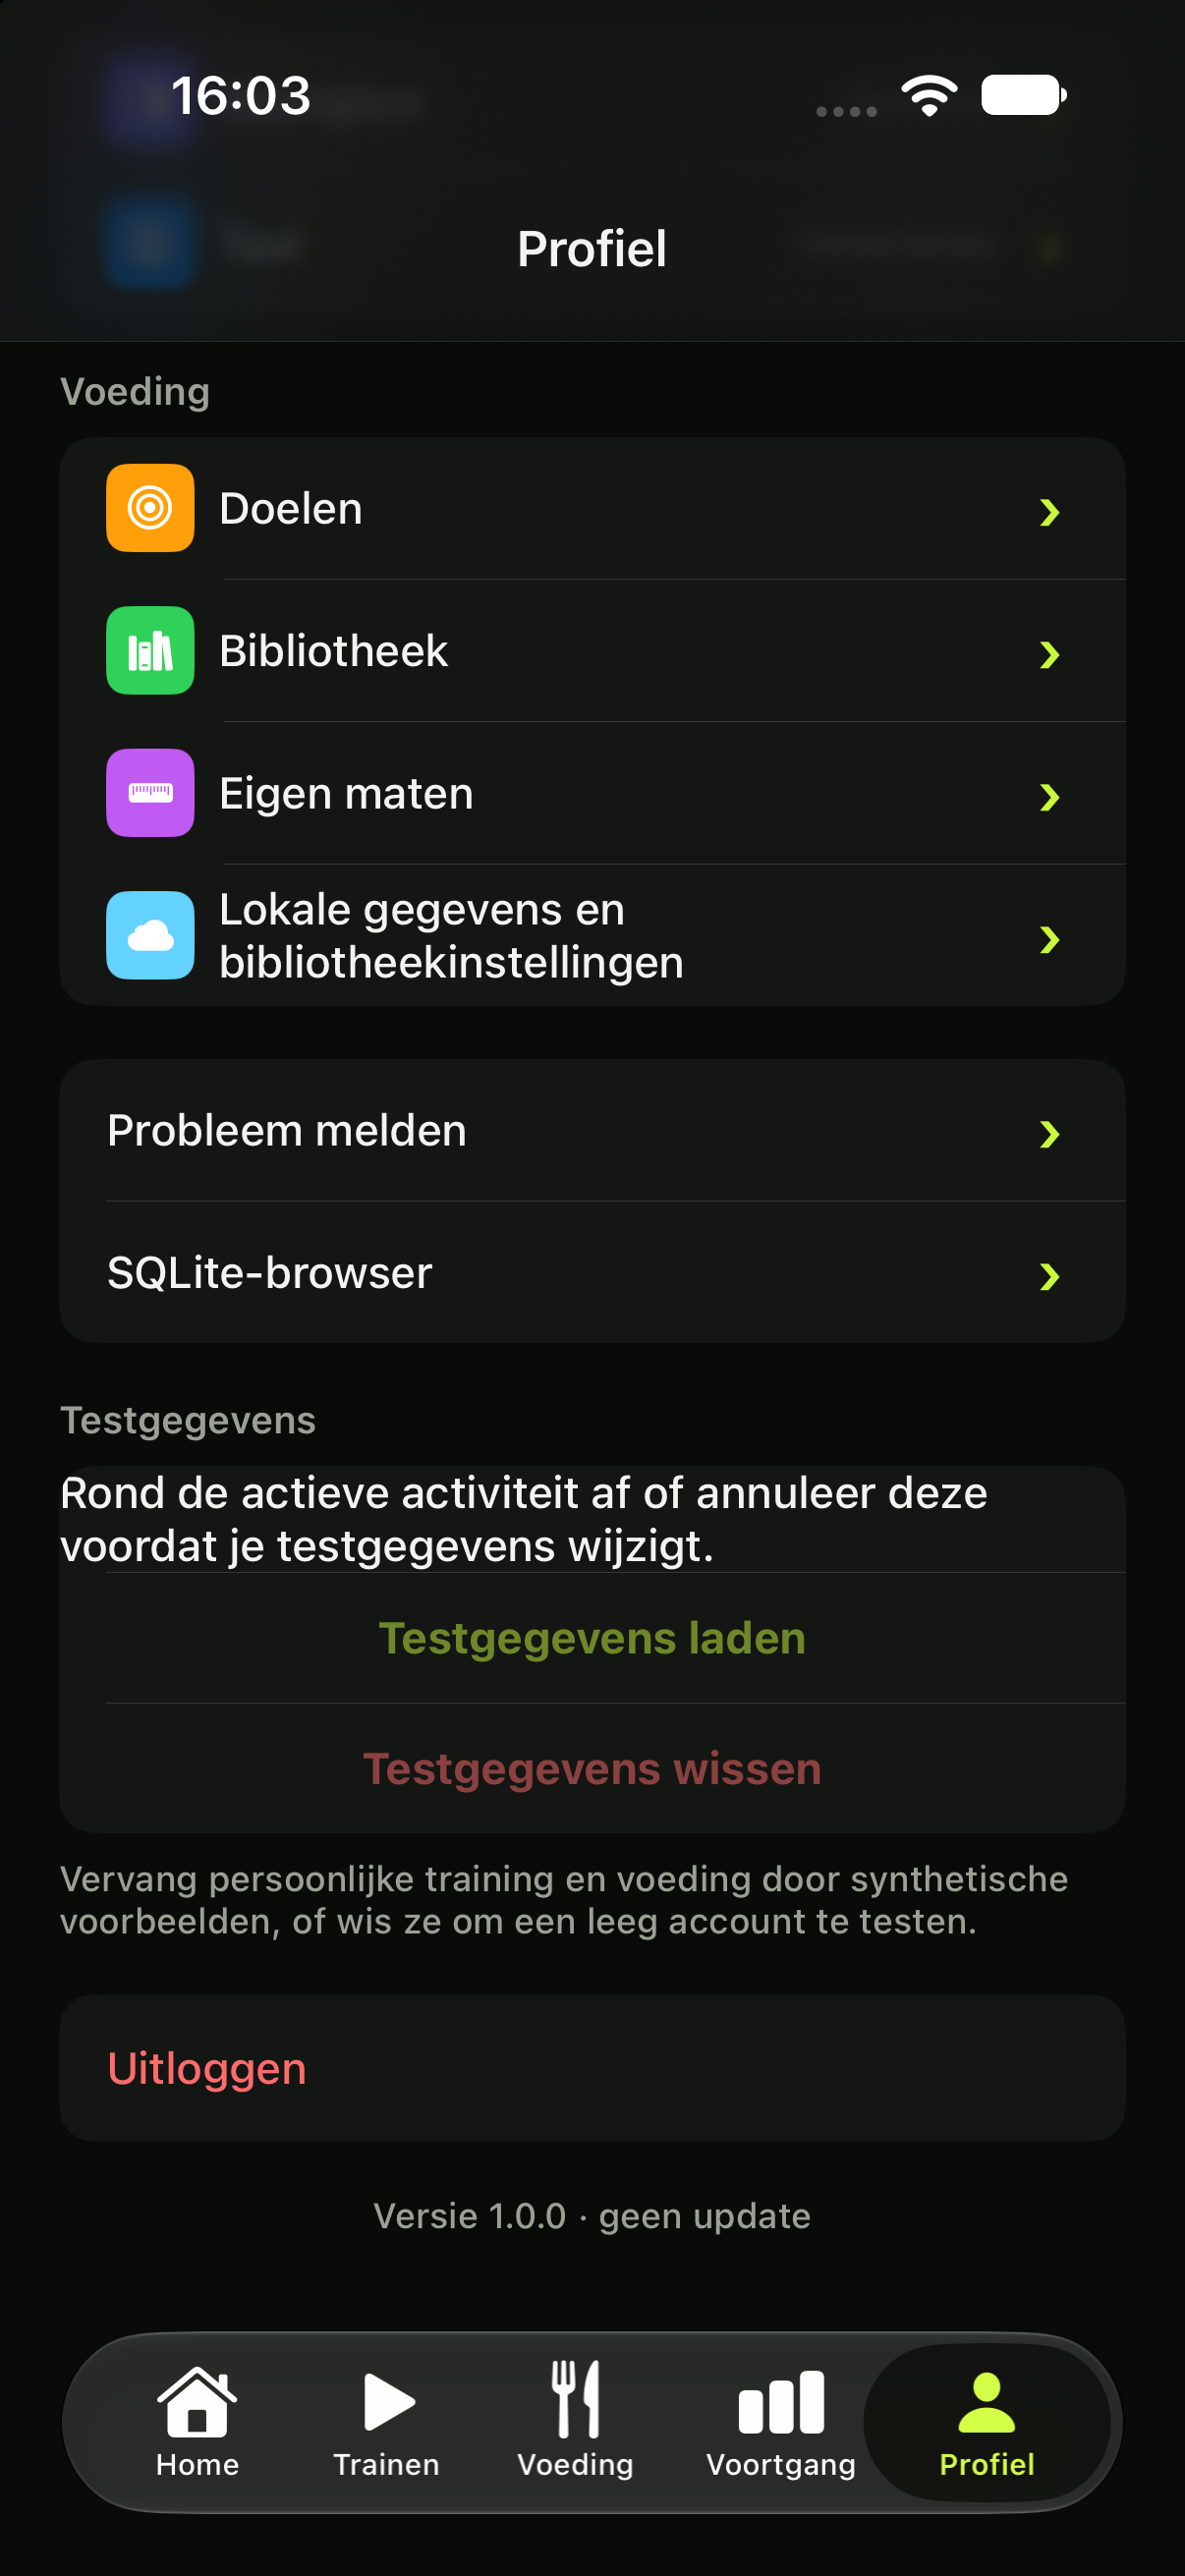 16:03
Profiel
Voeding
Doelen
Bibliotheek
Eigen maten
Lokale gegevens en
bibliotheekinstellingen
Probleem melden
SQLite-browser
Testgegevens
Rond de actieve activiteit af of annuleer deze
voordat je testgegevens wijzigt.
Testgegevens laden
Testgegevens wissen
Vervang persoonlijke training en voeding door synthetische
voorbeelden, of wis ze om een leeg account te testen.
Uitloggen
Versie 1.0.0 · geen update
Home
Trainen
Voeding
Voortgang
Profiel